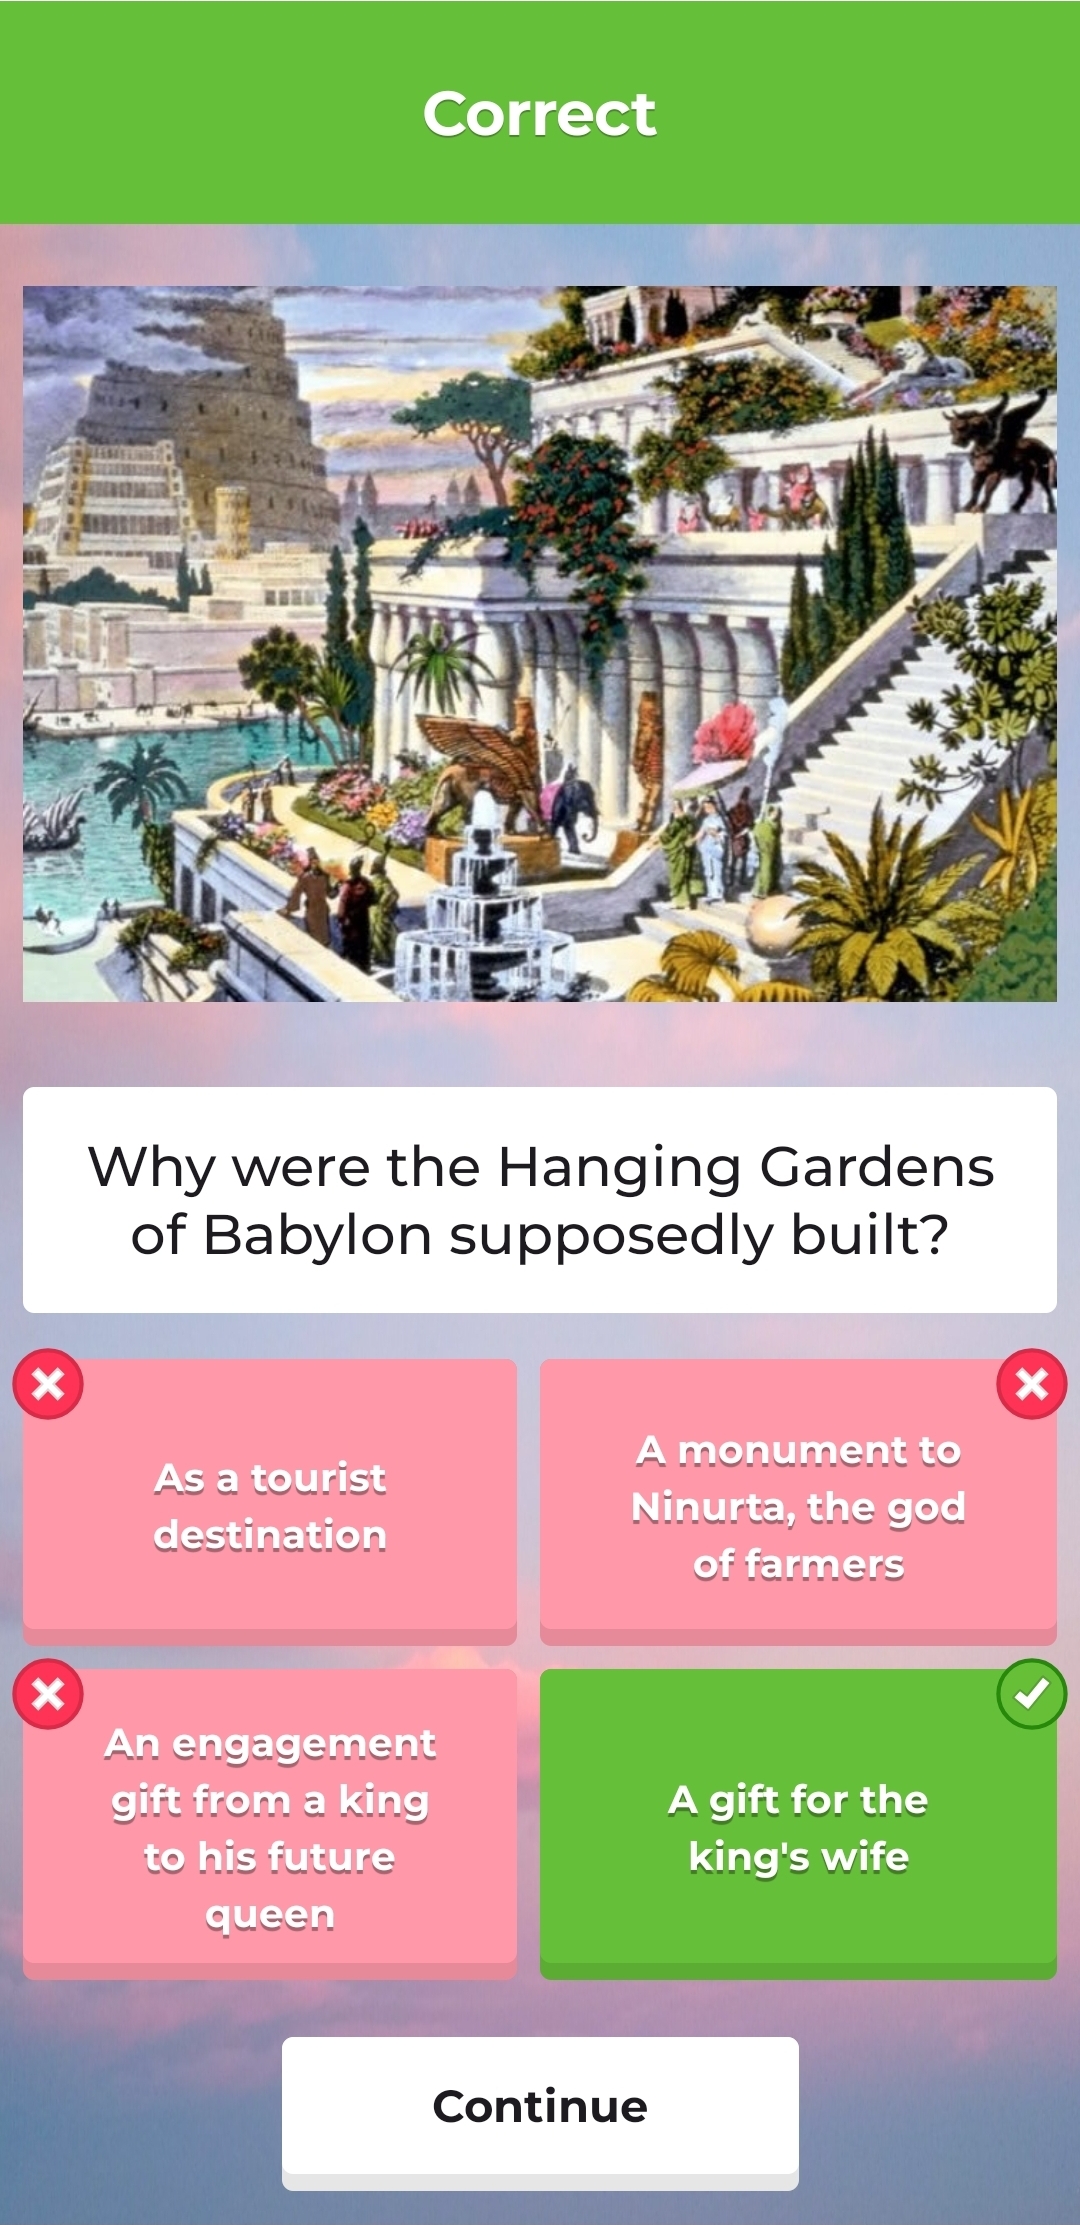 Correct
Why were the Hanging Gardens
of Babylon supposedly built?
As a tourist
destination
A monument to
Ninurta, the god
of farmers
An engagement
gift from a king
to his future
queen
A gift for the
king's wife
Continue